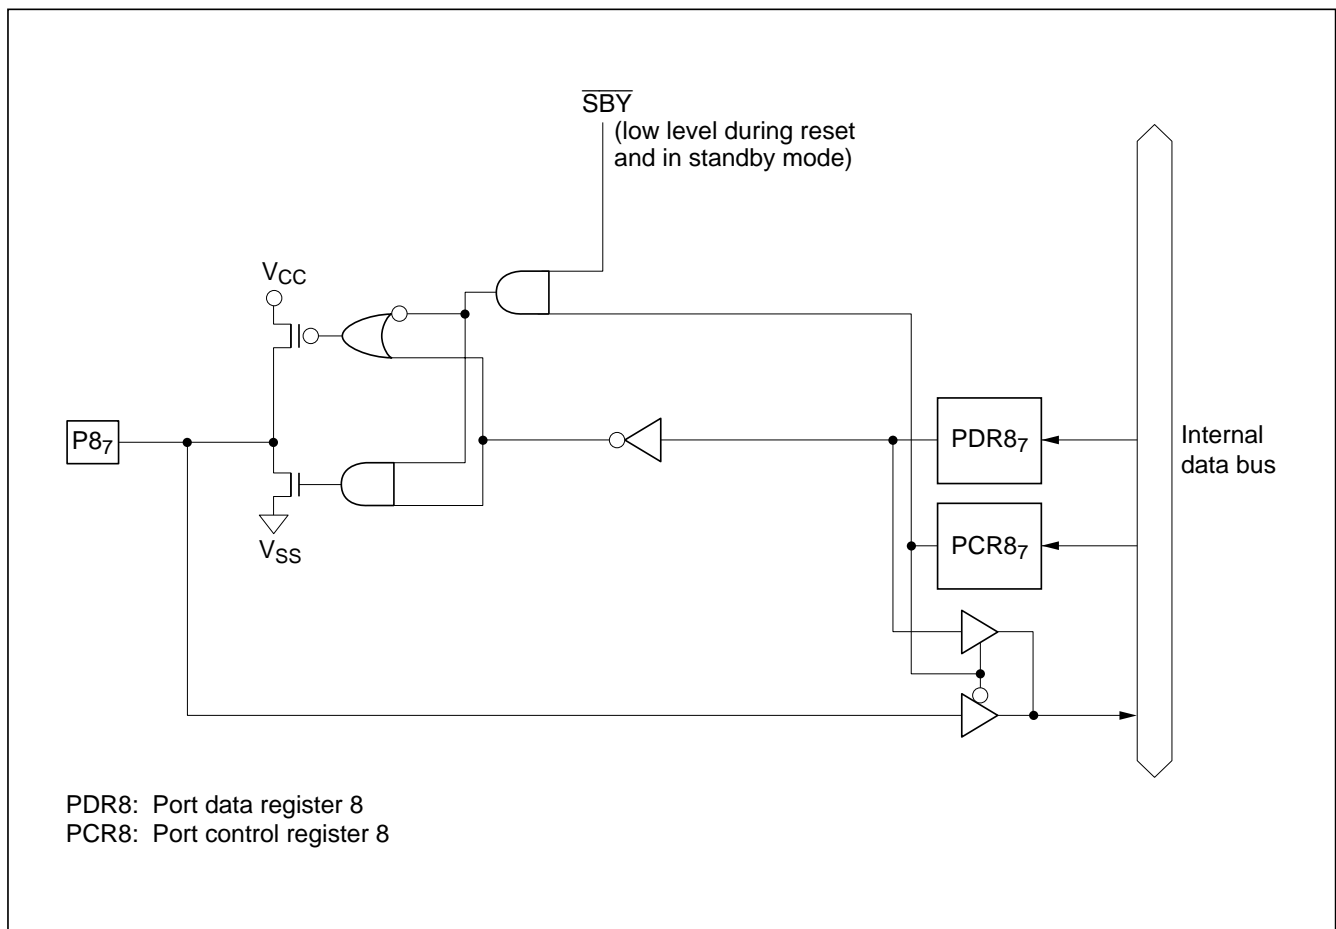 S̅B̅Y̅
(low level during reset
and in standby mode)
VCC
P87
VSS
PDR87
PCR87
Internal
data bus
PDR8: Port data register 8
PCR8: Port control register 8